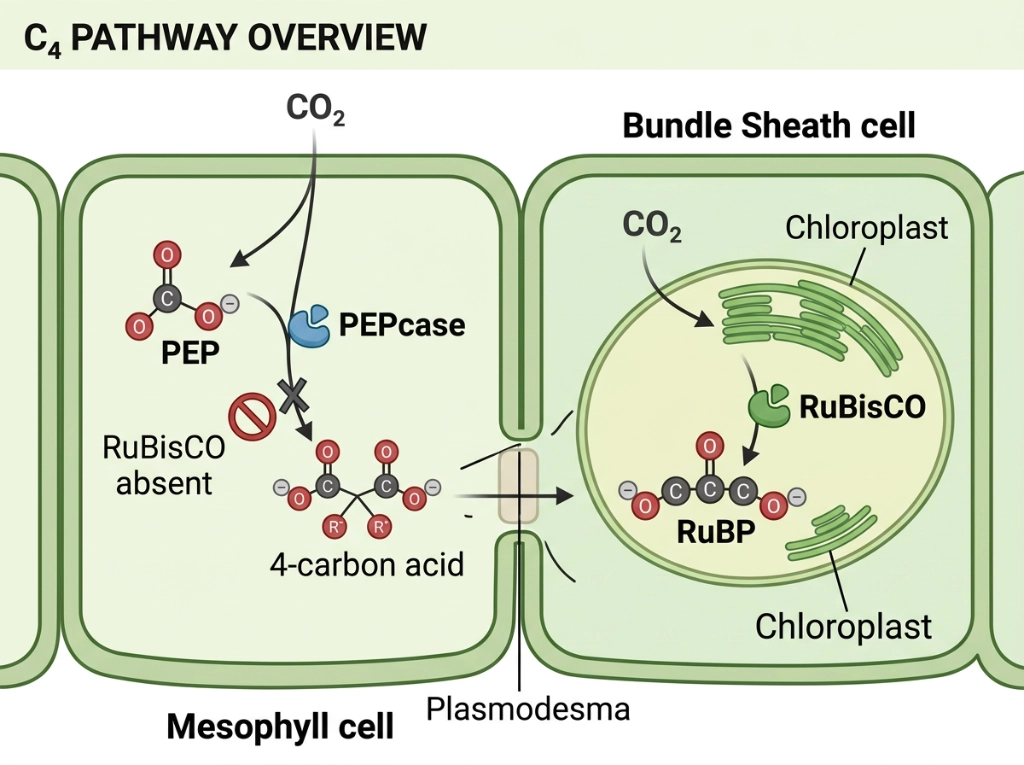 C₄ PATHWAY OVERVIEW
CO₂
Bundle Sheath cell
CO₂
Chloroplast
O
C
O
O
−
PEP
PEPcase
RuBisCO
absent
RuBisCO
O
O
C
C
−
O
O
−
R⁻
R⁺
4-carbon acid
O
−
O
C
C
C
O
−
RuBP
Chloroplast
Plasmodesma
Mesophyll cell